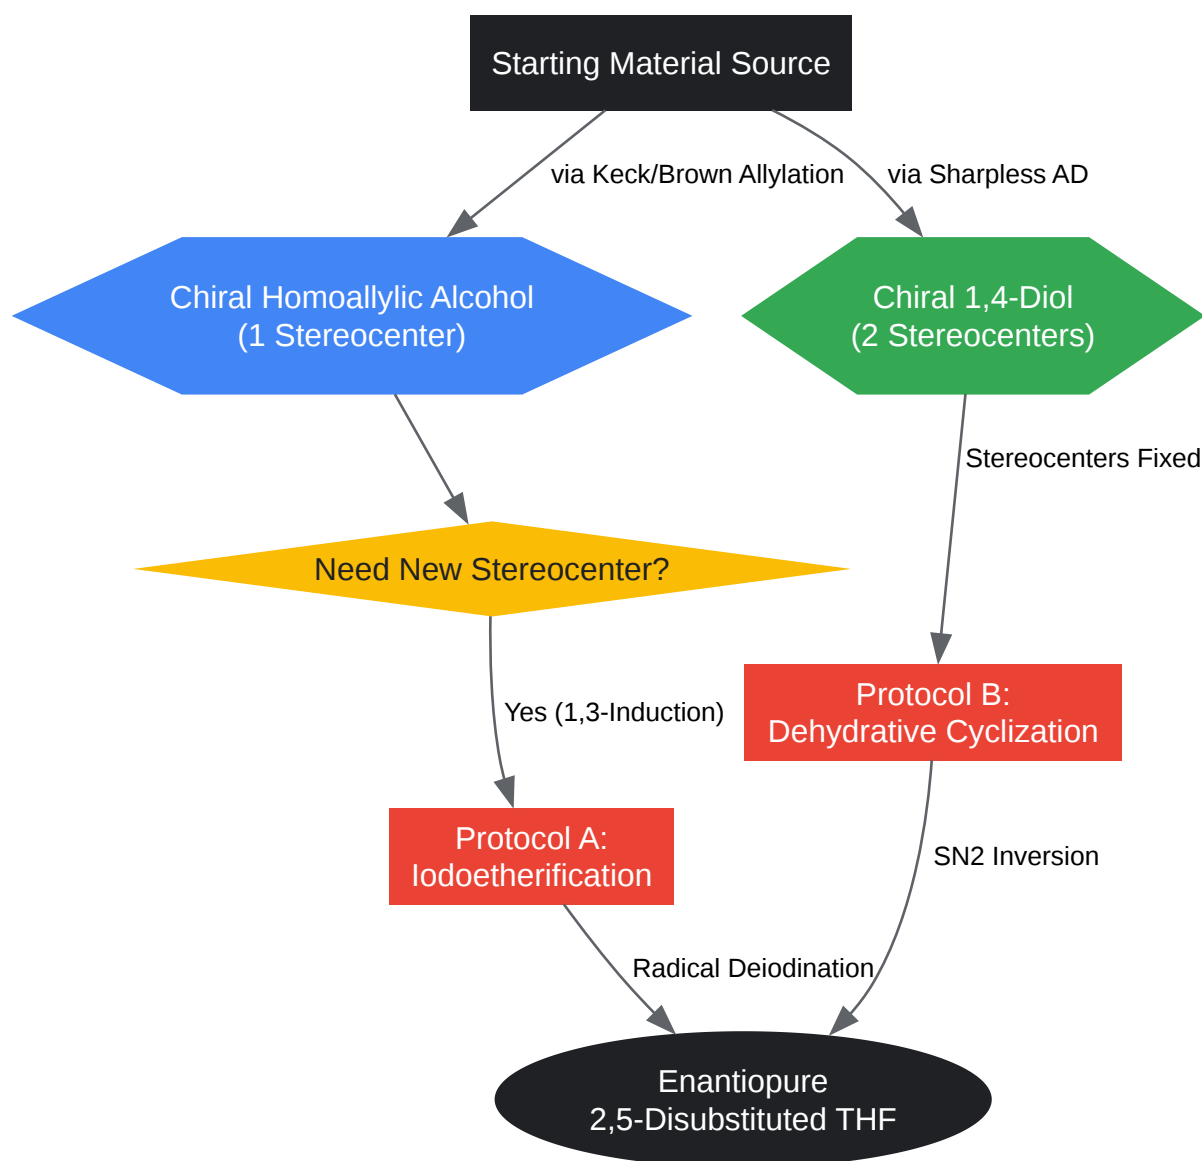 Starting Material Source
via Keck/Brown Allylation
via Sharpless AD
Chiral Homoallylic Alcohol
(1 Stereocenter)
Chiral 1,4-Diol
(2 Stereocenters)
Stereocenters Fixed
Need New Stereocenter?
Yes (1,3-Induction)
Protocol B:
Dehydrative Cyclization
Protocol A:
Iodoetherification
SN2 Inversion
Radical Deiodination
Enantiopure
2,5-Disubstituted THF